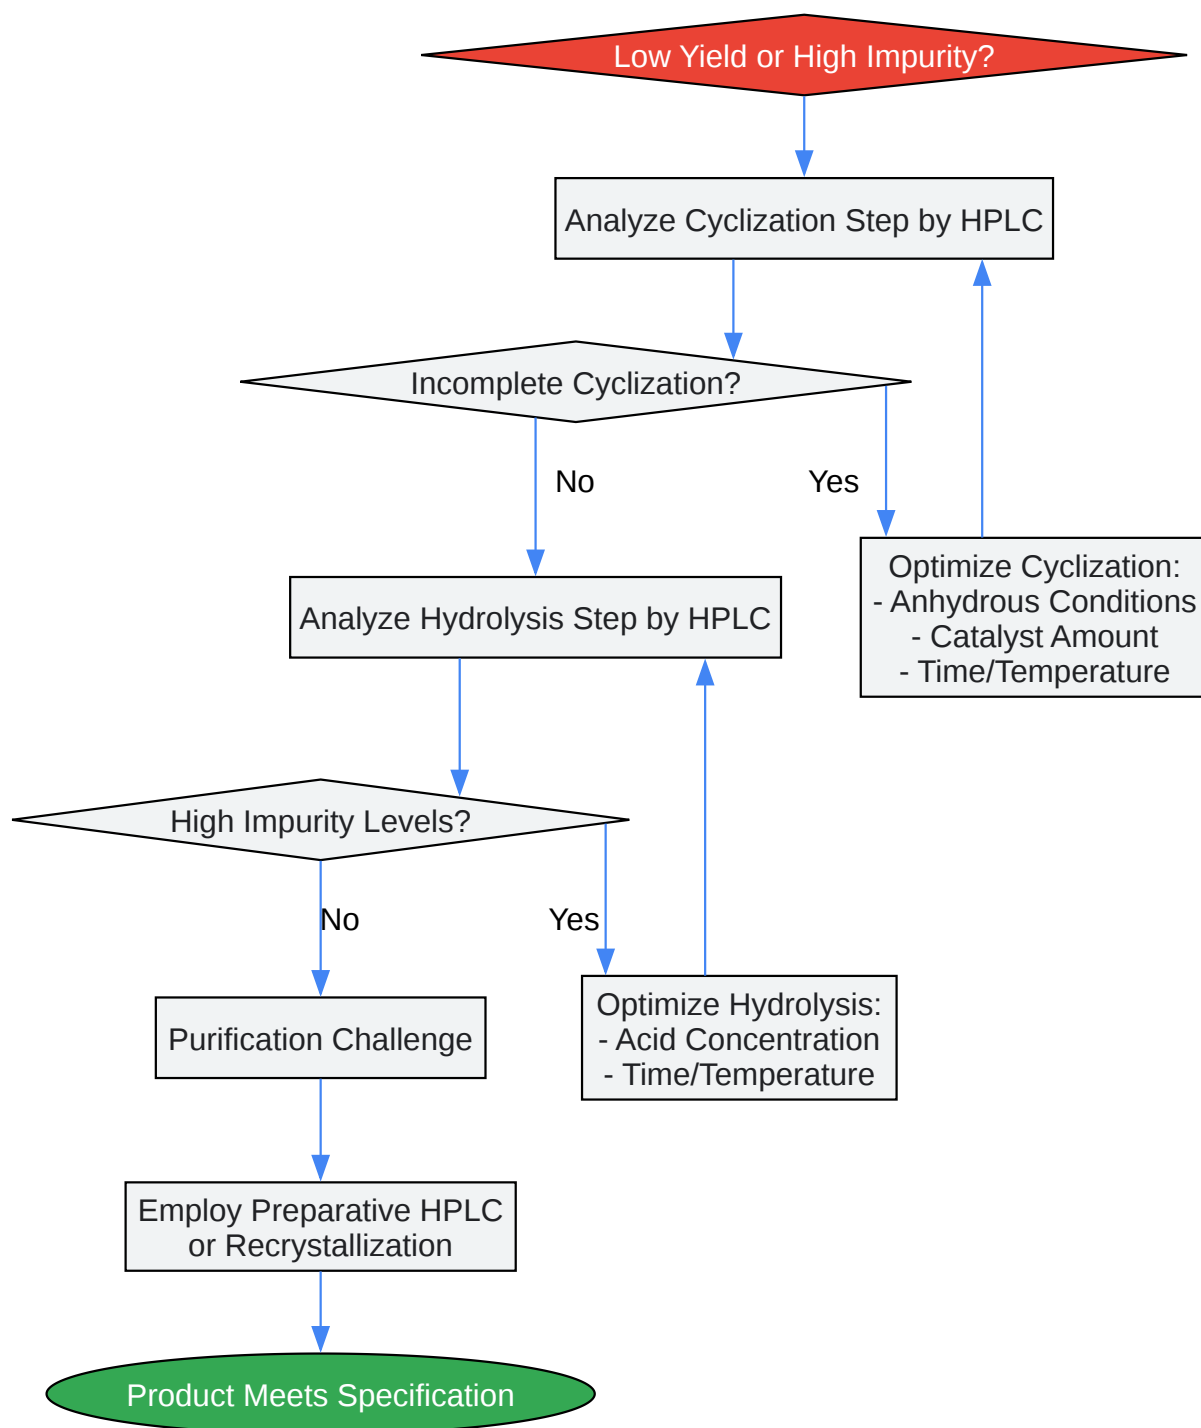 Low Yield or High Impurity?
Analyze Cyclization Step by HPLC
Incomplete Cyclization?
No
Yes
Optimize Cyclization:
- Anhydrous Conditions
- Catalyst Amount
- Time/Temperature
Analyze Hydrolysis Step by HPLC
High Impurity Levels?
No
Yes
Optimize Hydrolysis:
- Acid Concentration
- Time/Temperature
Purification Challenge
Employ Preparative HPLC
or Recrystallization
Product Meets Specification